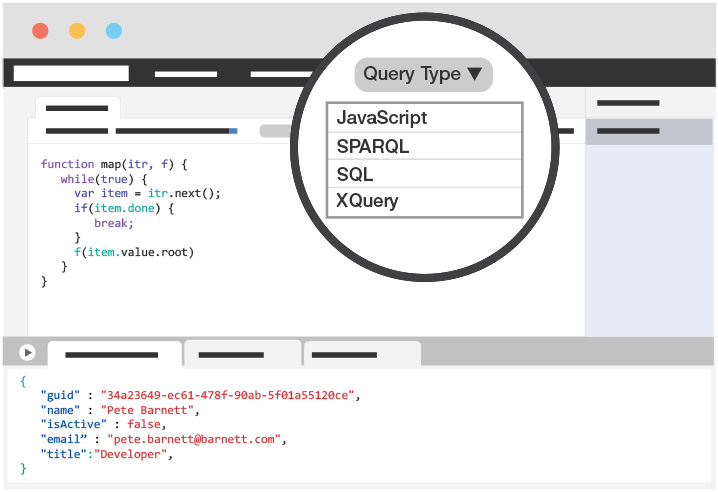 Query Type ▼
JavaScript
SPARQL
SQL
XQuery
function map(itr, f) {
while(true) {
var item = itr.next();
if(item.done) {
break;
}
f(item.value.root)
}
}
{
"guid" : "34a23649-ec61-478f-90ab-5f01a55120ce",
"name" : "Pete Barnett",
"isActive" : false,
"email” : "pete.barnett@barnett.com",
"title":"Developer",
}